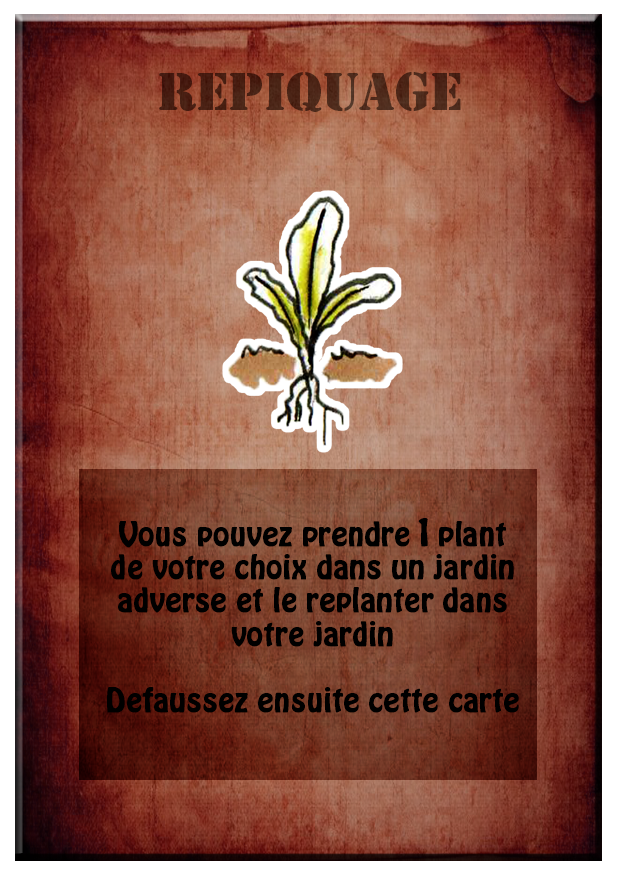 REPIQUAGE
Vous pouvez prendre 1 plant
de votre choix dans un jardin
adverse et le replanter dans
votre jardin
Defaussez ensuite cette carte